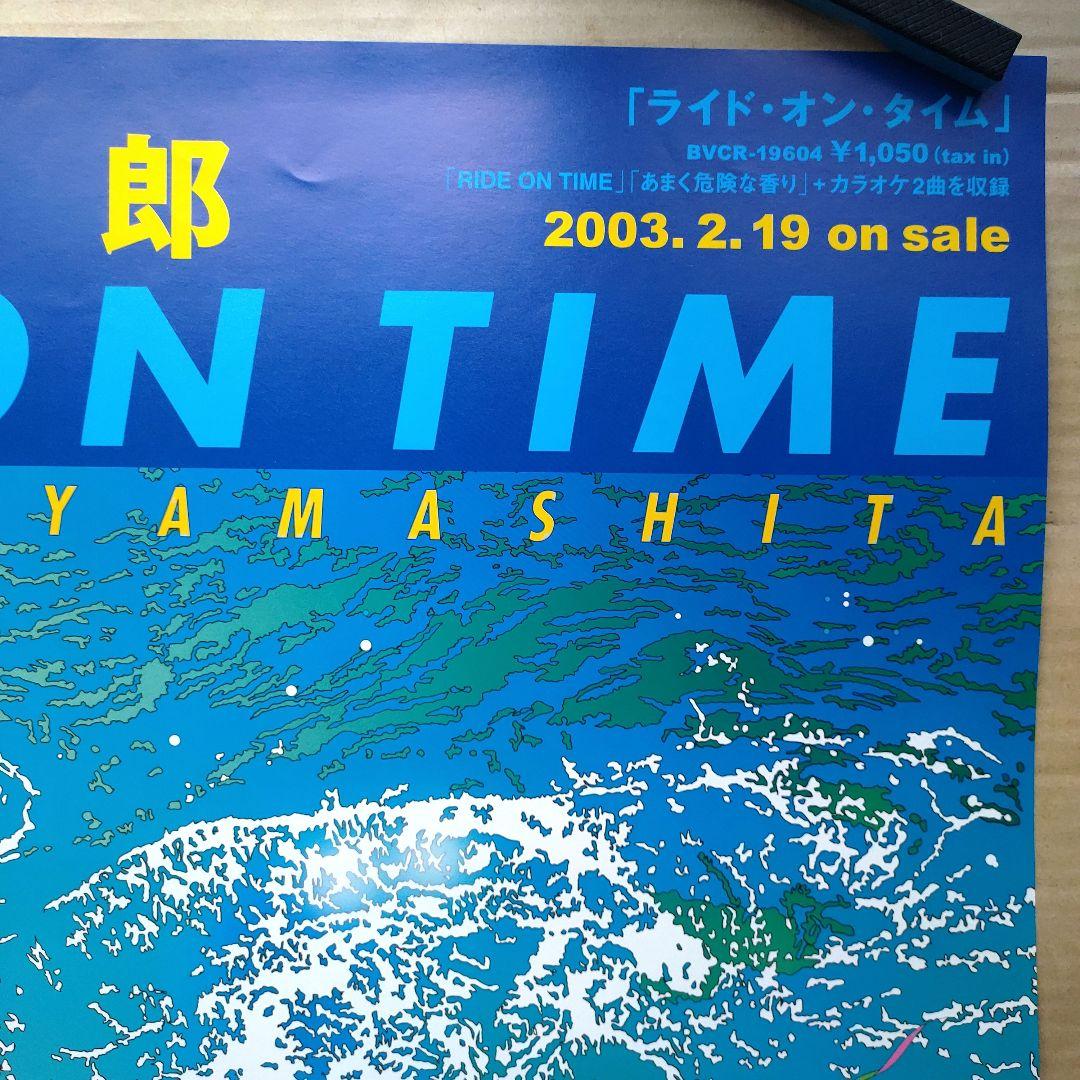 「ライド・オン・タイム」
BVCR-19604 ¥1,050 (tax in)
「RIDE ON TIME」「あまく危険な香り」+カラオケ2曲を収録
2003. 2. 19 on sale
郎
ON TIME
YAMASHITA